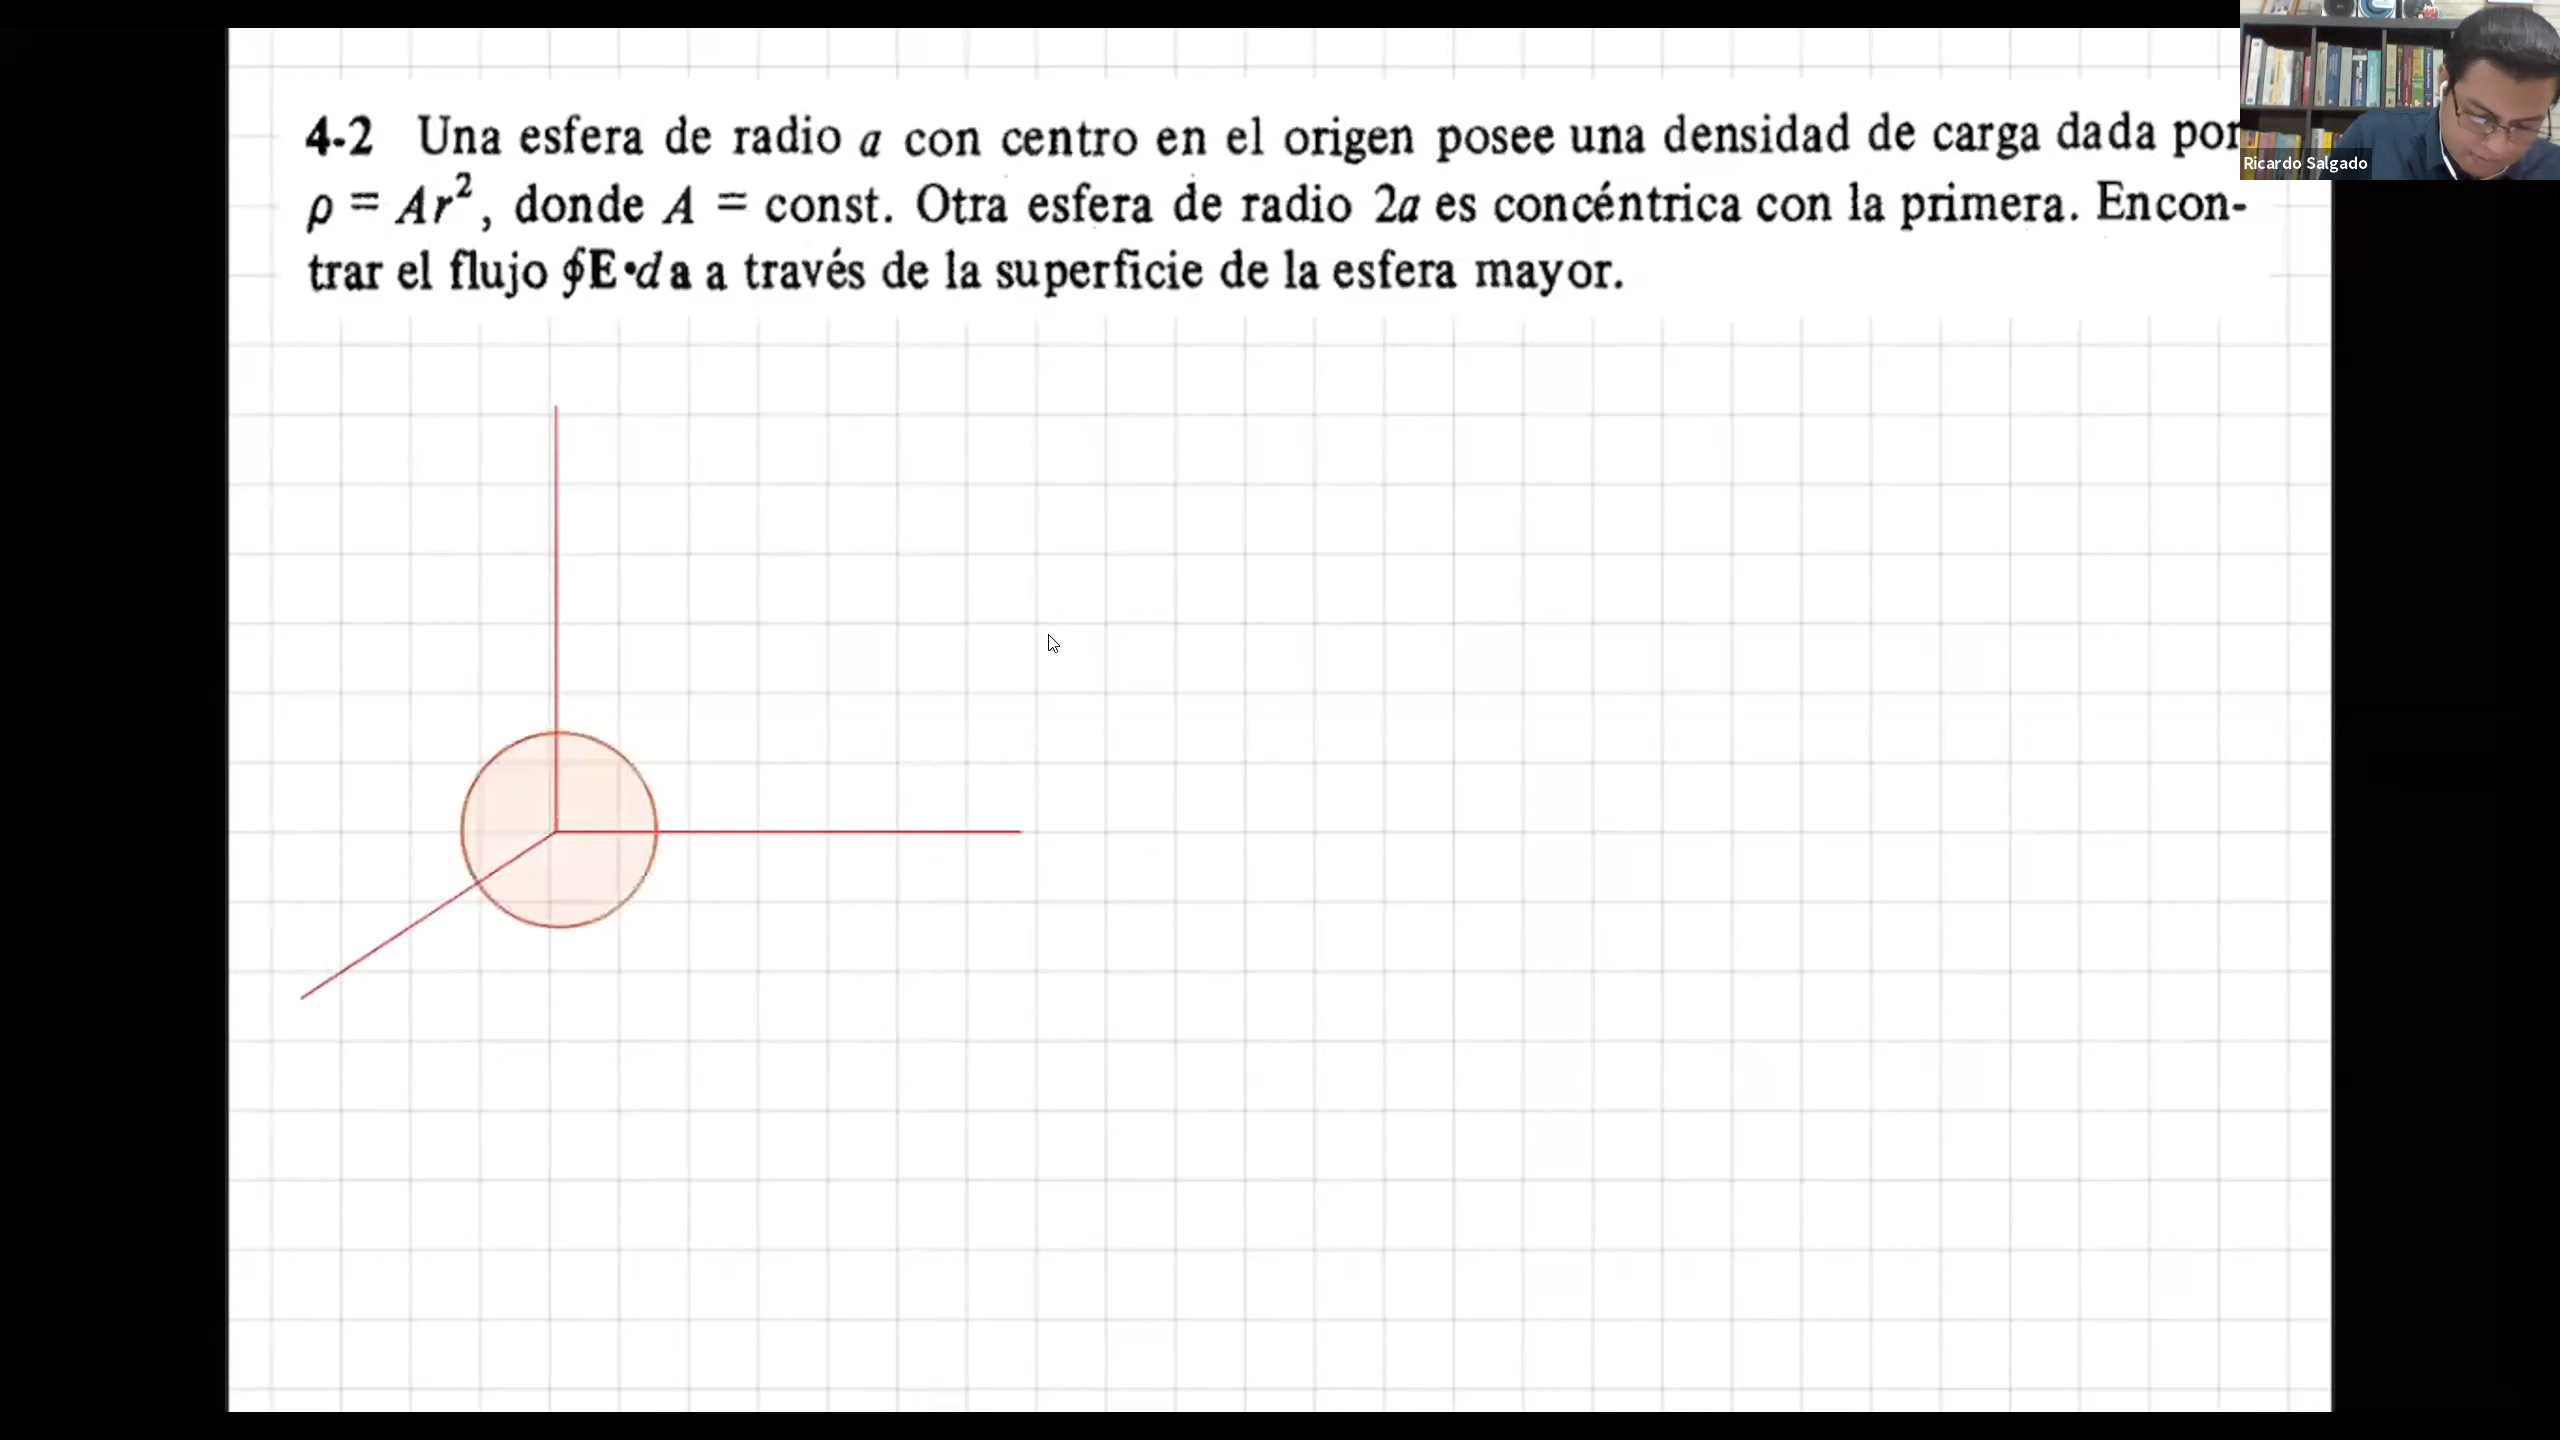 4-2 Una esfera de radio a con centro en el origen posee una densidad de carga dada por
ρ = Ar², donde A = const. Otra esfera de radio 2a es concéntrica con la primera. Encon-
trar el flujo ∮E•da a través de la superficie de la esfera mayor.
Ricardo Salgado